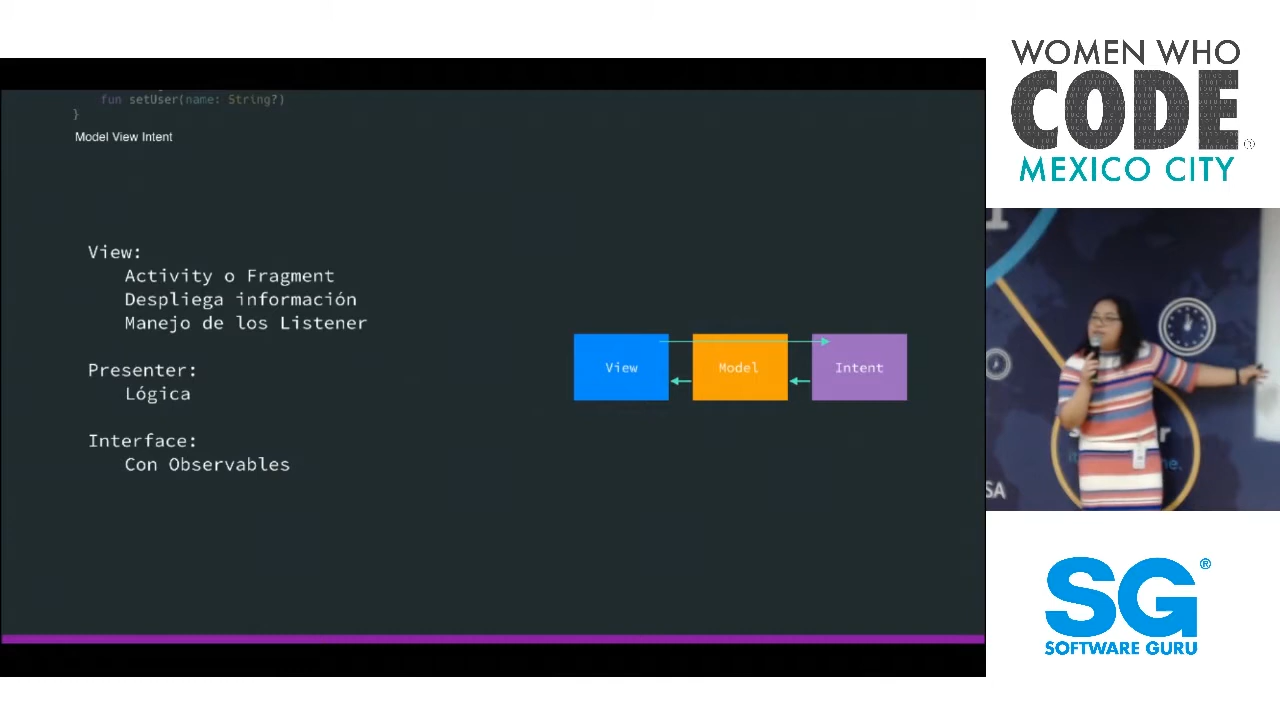 fun setUser(name: String?)
}
Model View Intent
View:
Activity o Fragment
Despliega información
Manejo de los Listener
Presenter:
Lógica
Interface:
Con Observables
View
Model
Intent
WOMEN WHO
CODE
®
MEXICO CITY
SA
SG
®
SOFTWARE GURU